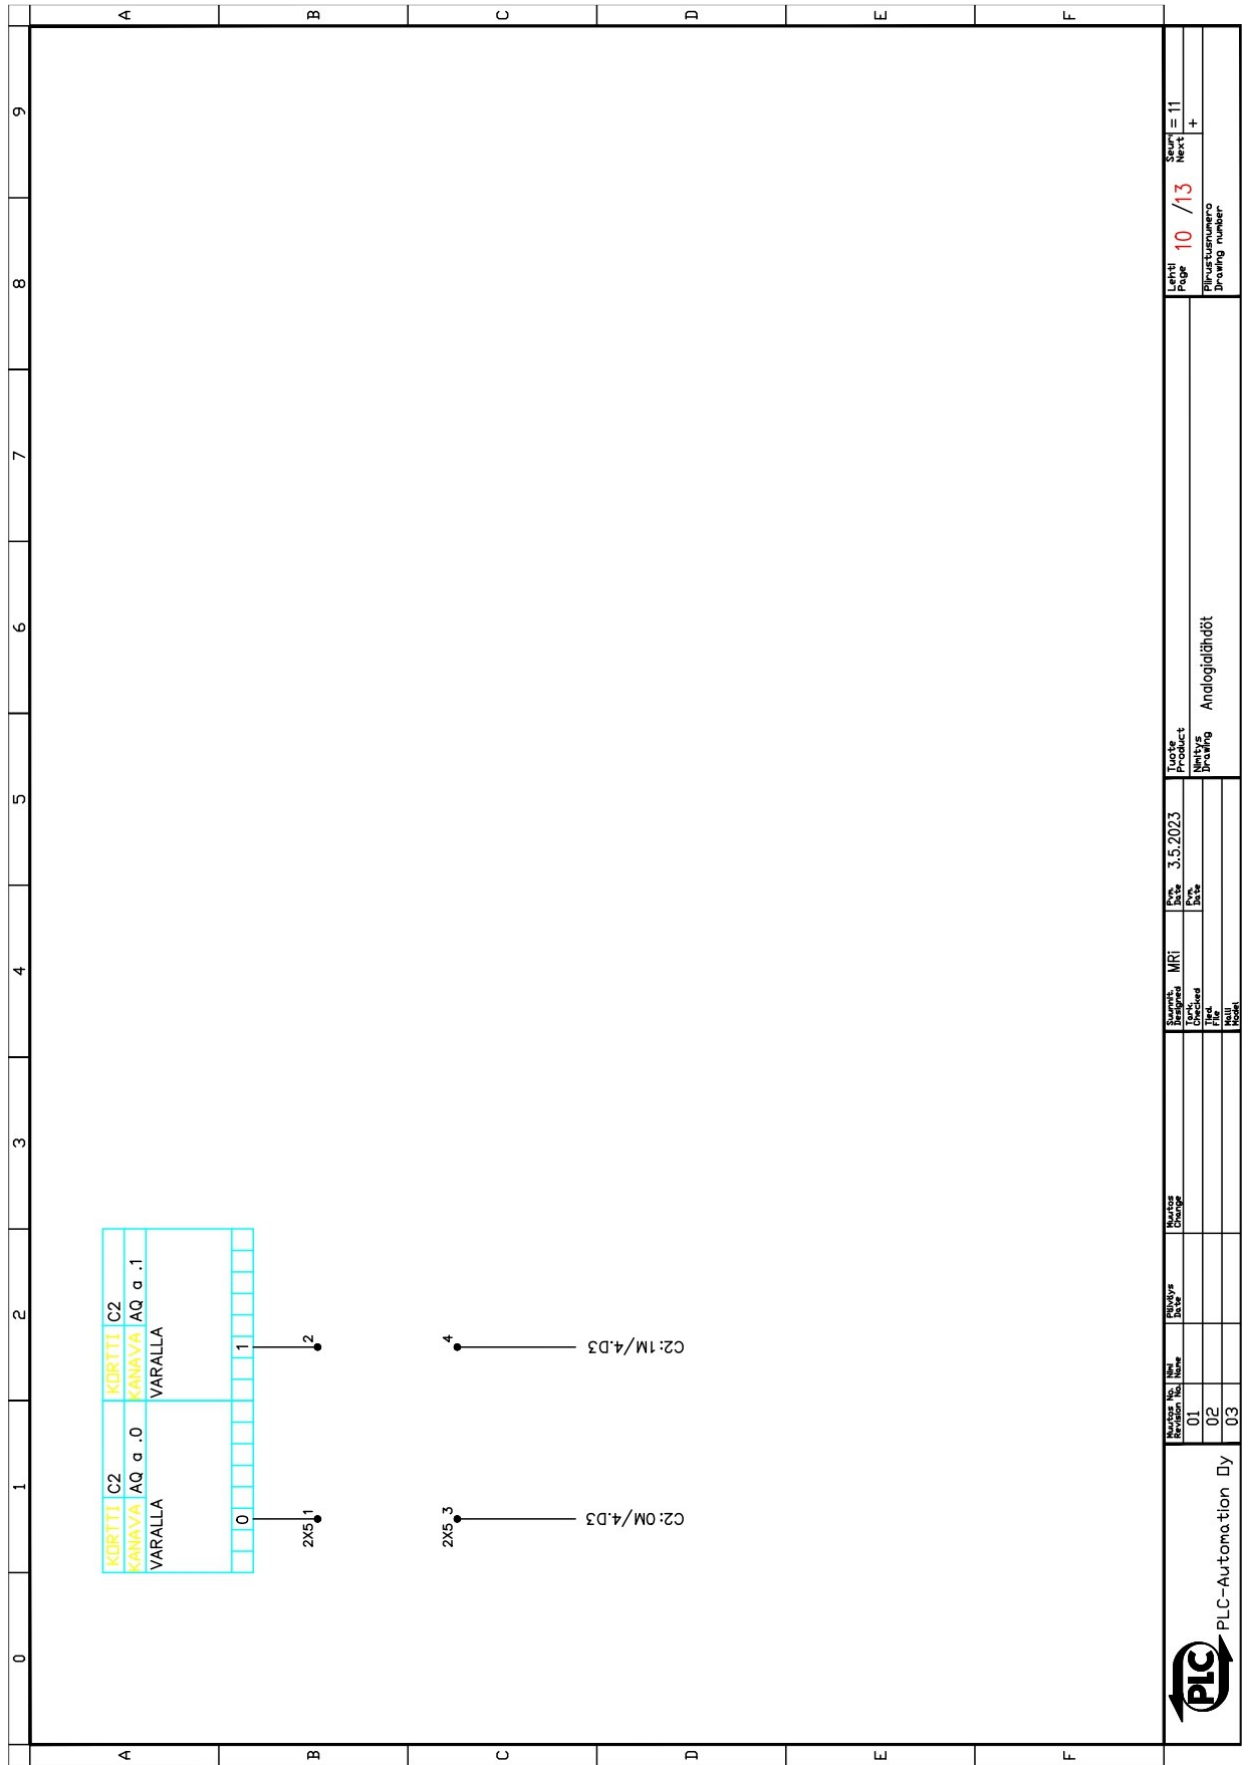 0 1 2 3 4 5 6 7 8 9
A A
B B
C C
D D
E E
F F
KORTTI C2 KORTTI C2
KANAVA AQ a .0 KANAVA AQ a .1
VARALLA VARALLA
0 1
2X5 1 2
2X5 3 4
C2:0M/4.D3 C2:1M/4.D3
PLC
PLC-Automation Oy
Muutos No. Nimi Päiväys Muutos
Revision No. Name Date Change
01
02
03
Suunnit. MRi Pvm. 3.5.2023
Designed Date
Tark. Pvm.
Checked Date
Tied.
File
Malli
Model
Tuote
Product
Nimitys
Drawing Analogialähdöt
Lehti 10 /13 Seur. = 11
Page Next +
Piirustusnumero
Drawing number